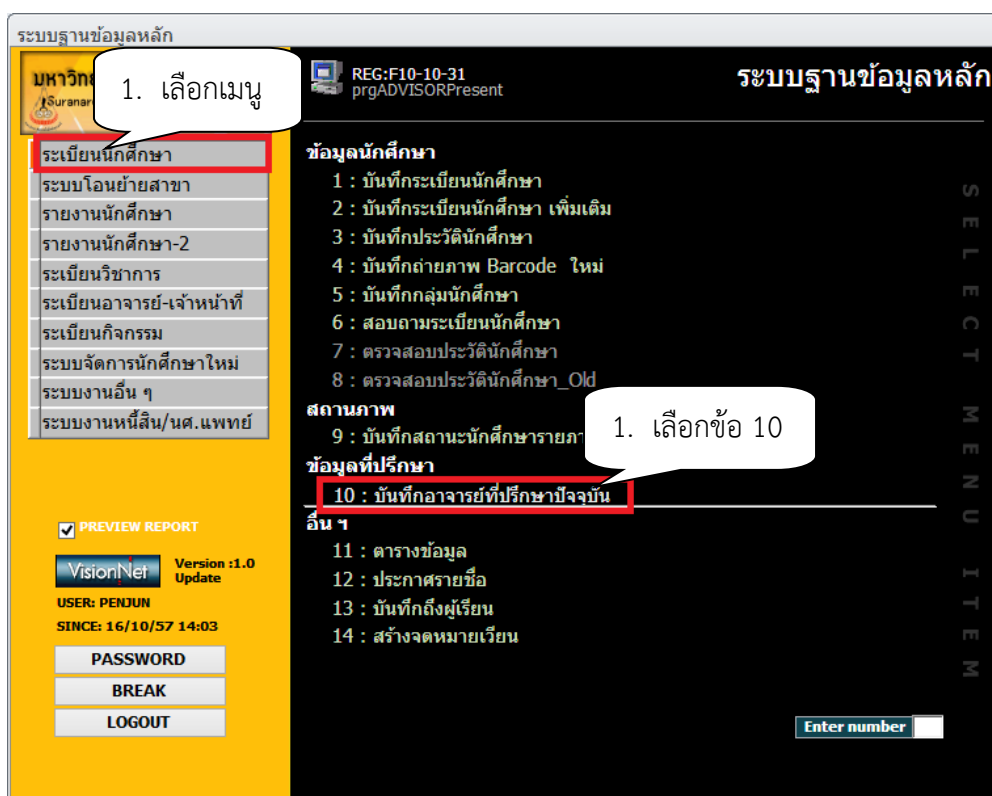 ระบบฐานข้อมูลหลัก
1. เลือกเมนู
REG:F10-10-31
prgADVISORPresent
ระบบฐานข้อมูลหลัก
ระเบียนนักศึกษา
ระบบโอนย้ายสาขา
รายงานนักศึกษา
รายงานนักศึกษา-2
ระเบียนวิชาการ
ระเบียนอาจารย์-เจ้าหน้าที่
ระเบียนกิจกรรม
ระบบจัดการนักศึกษาใหม่
ระบบงานอื่น ๆ
ระบบงานหนี้สิน/นศ.แพทย์
ข้อมูลนักศึกษา
1 : บันทึกระเบียนนักศึกษา
2 : บันทึกระเบียนนักศึกษา เพิ่มเติม
3 : บันทึกประวัตินักศึกษา
4 : บันทึกถ่ายภาพ Barcode ใหม่
5 : บันทึกกลุ่มนักศึกษา
6 : สอบถามระเบียนนักศึกษา
7 : ตรวจสอบประวัตินักศึกษา
8 : ตรวจสอบประวัตินักศึกษา_Old
สถานภาพ
9 : บันทึกสถานะนักศึกษาราย
1. เลือกข้อ 10
ข้อมูลที่ปรึกษา
10 : บันทึกอาจารย์ที่ปรึกษาปัจจุบัน
อื่น ๆ
11 : ตารางข้อมูล
12 : ประกาศรายชื่อ
13 : บันทึกถึงผู้เรียน
14 : สร้างจดหมายเวียน
SELECT MENU ITEM
PREVIEW REPORT
VisionNet
Version :1.0
Update
USER: PENJUN
SINCE: 16/10/57 14:03
PASSWORD
BREAK
LOGOUT
Enter number